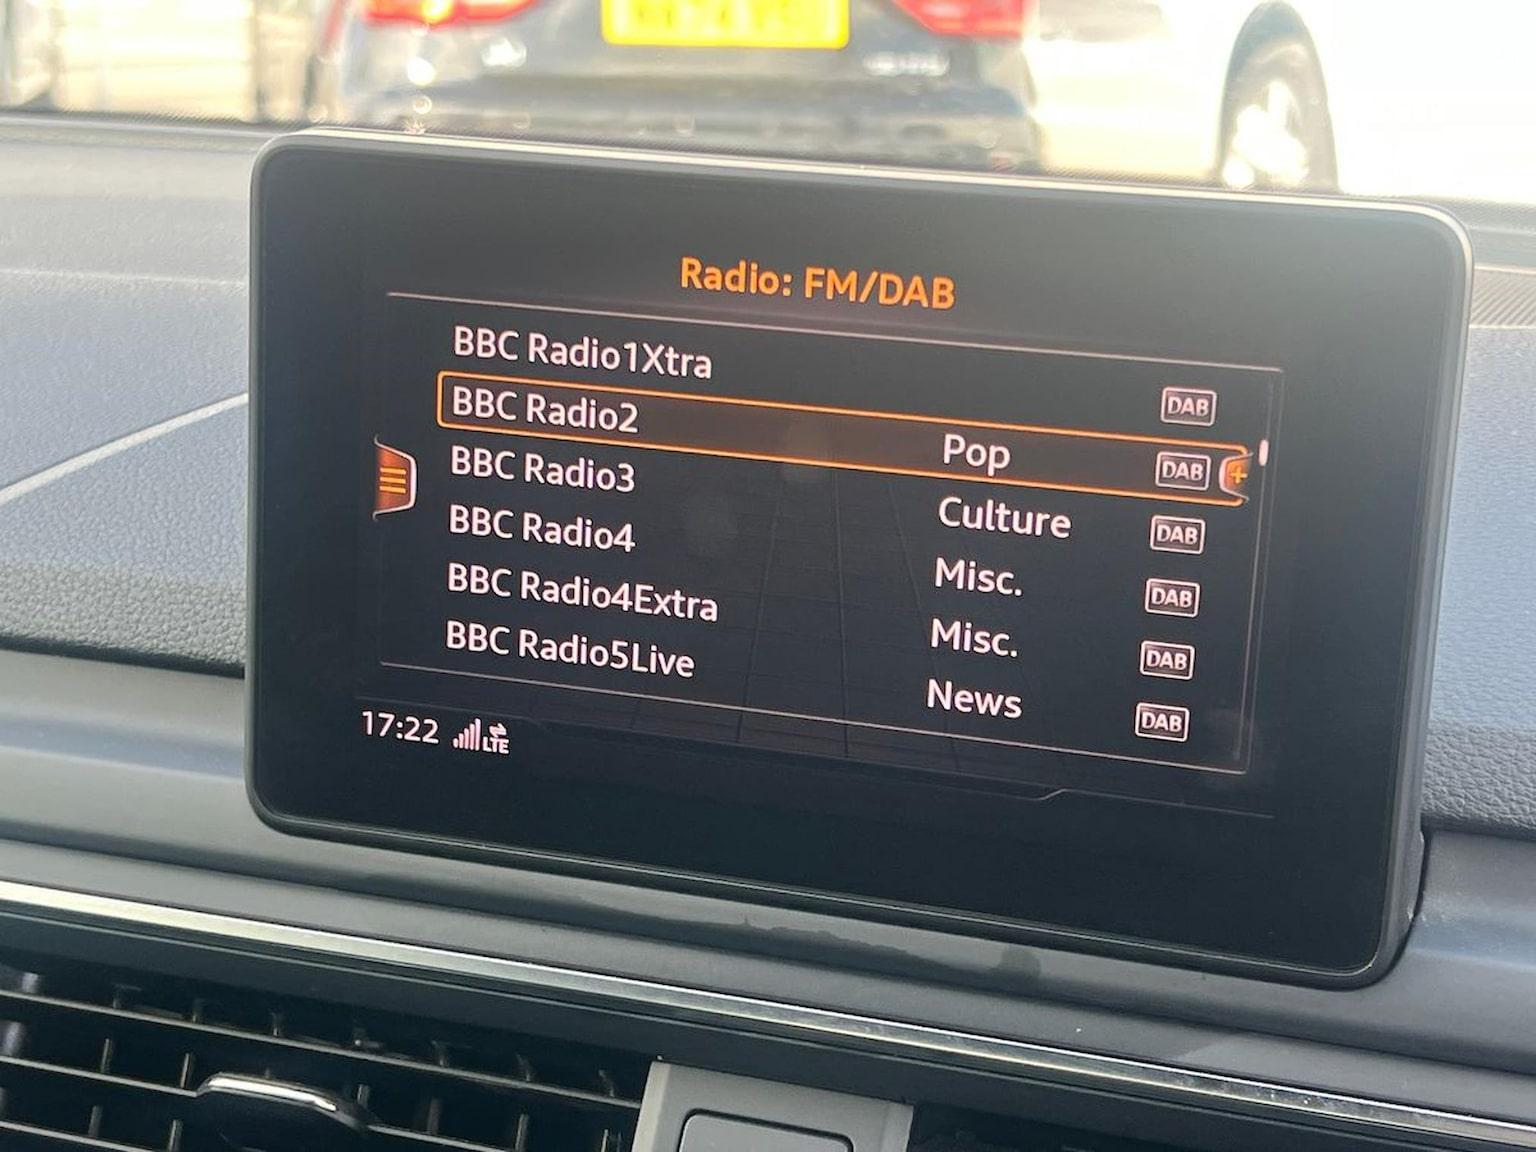 Radio: FM/DAB
BBC Radio1Xtra DAB
BBC Radio2 Pop DAB
BBC Radio3 Culture DAB
BBC Radio4 Misc. DAB
BBC Radio4Extra Misc. DAB
BBC Radio5Live News DAB
17:22 LTE